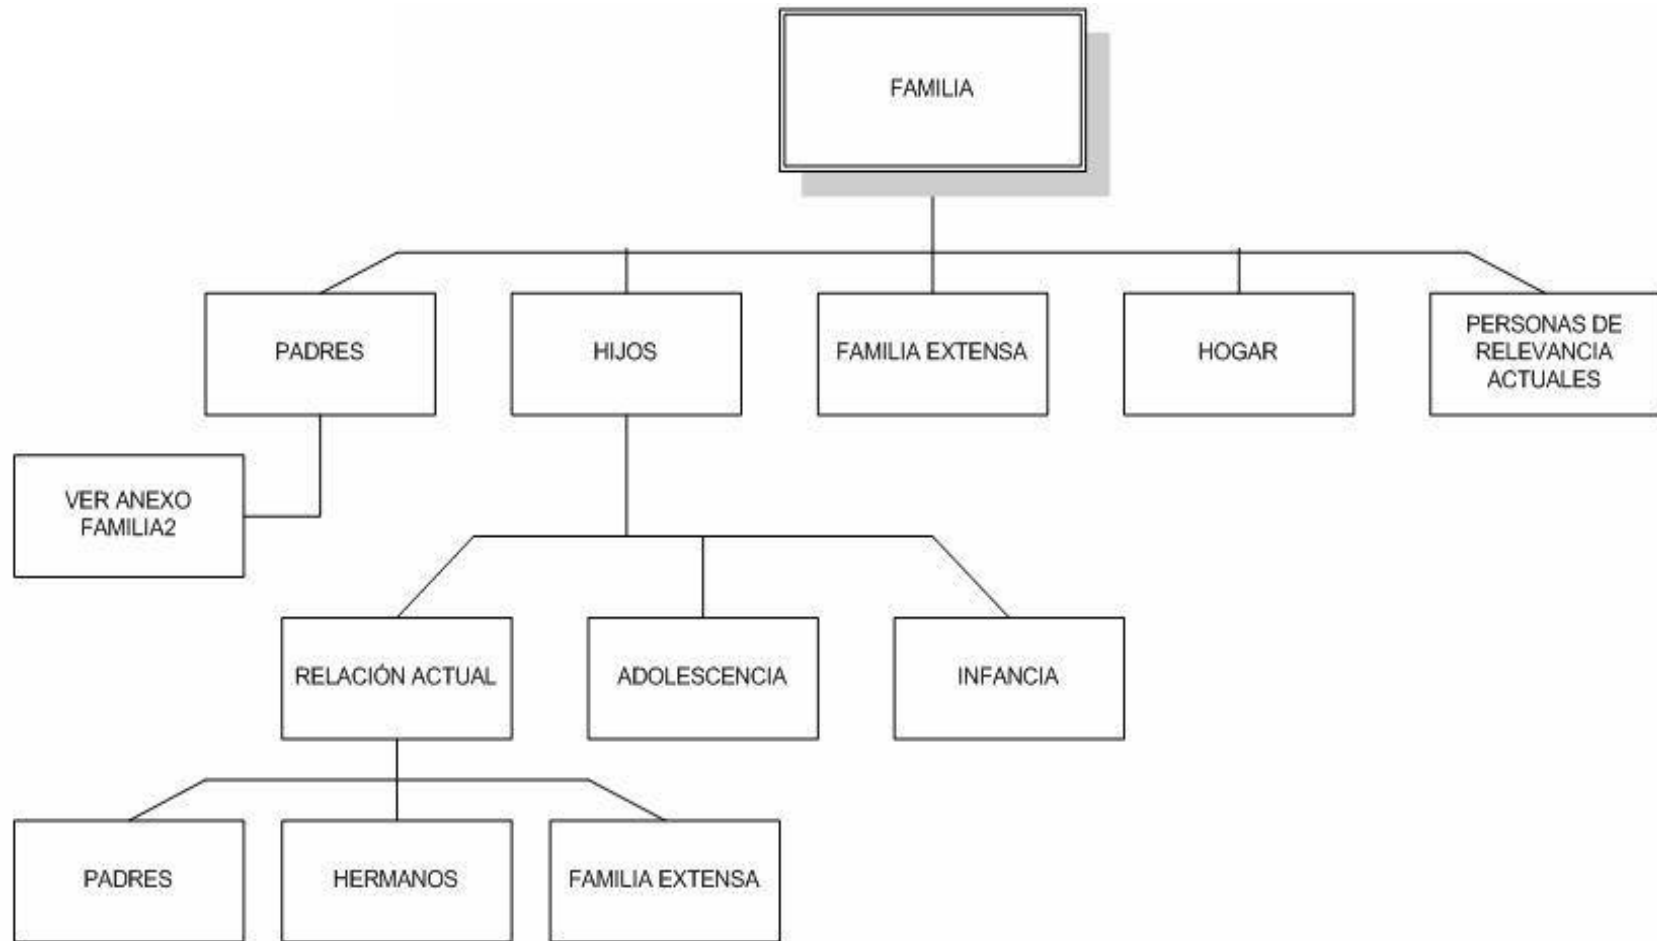 FAMILIA
PADRES
HIJOS
FAMILIA EXTENSA
HOGAR
PERSONAS DE
RELEVANCIA
ACTUALES
VER ANEXO
FAMILIA2
RELACIÓN ACTUAL
ADOLESCENCIA
INFANCIA
PADRES
HERMANOS
FAMILIA EXTENSA